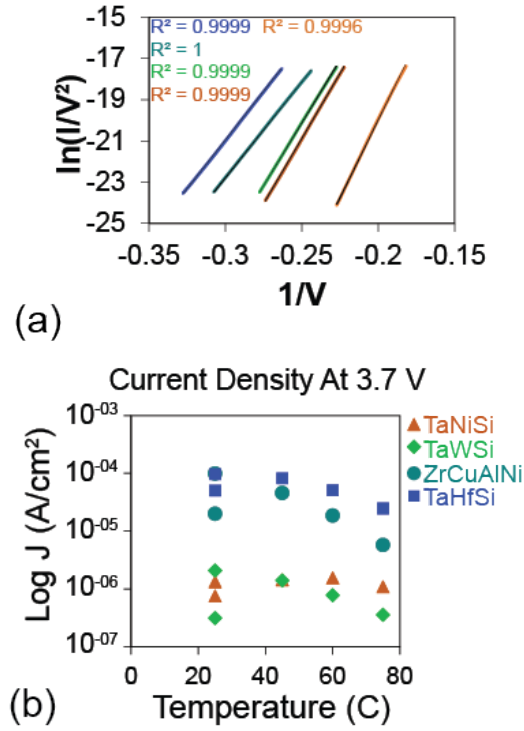 -15
R² = 0.9999 R² = 0.9996
R² = 1
-17
R² = 0.9999
R² = 0.9999
-19
-21
-23
-25
ln(I/V²)
-0.35 -0.3 -0.25 -0.2 -0.15
1/V
(a)
Current Density At 3.7 V
10⁻⁰³
10⁻⁰⁴
10⁻⁰⁵
10⁻⁰⁶
10⁻⁰⁷
Log J (A/cm²)
TaNiSi
TaWSi
ZrCuAlNi
TaHfSi
0 20 40 60 80
Temperature (C)
(b)